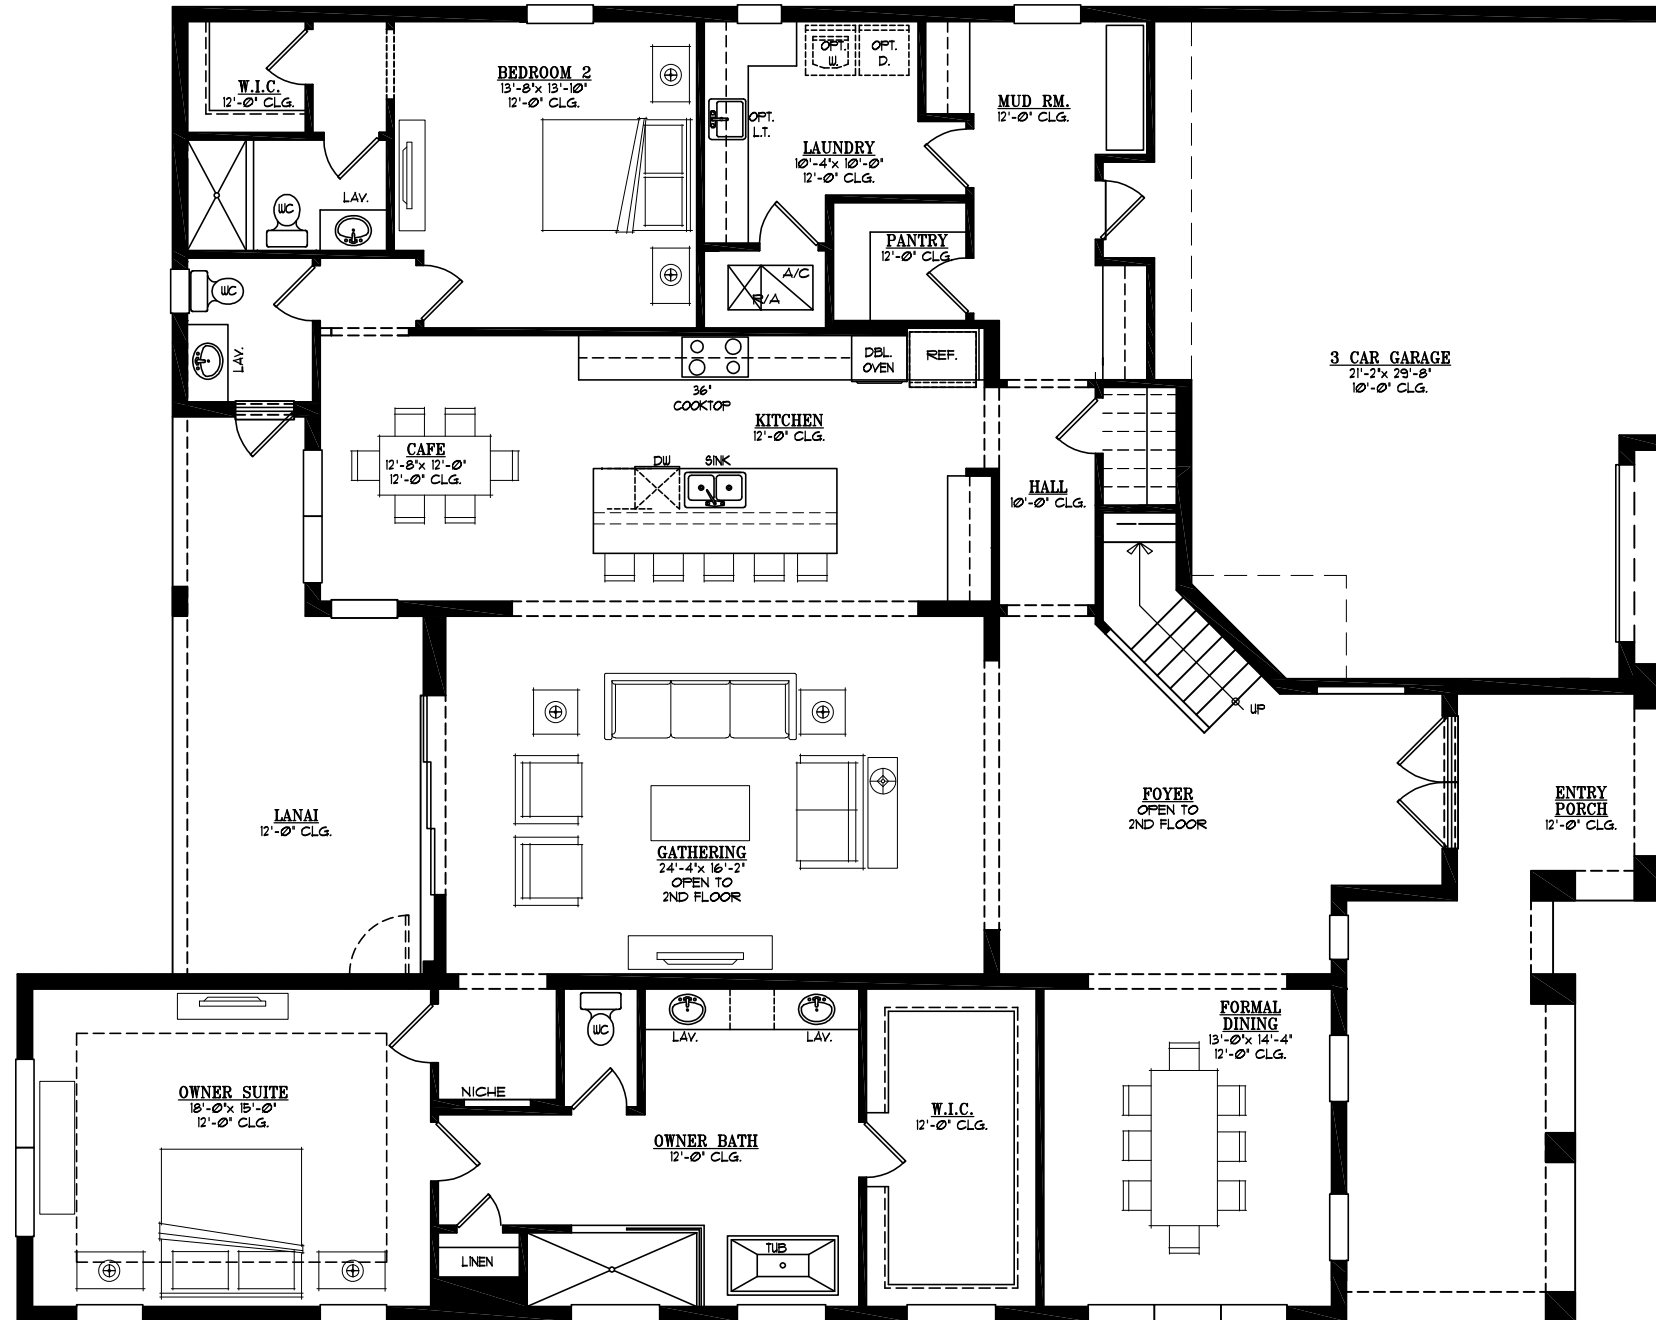 W.I.C.
12'-0" CLG.
BEDROOM 2
13'-8"x 13'-10"
12'-0" CLG.
OPT.
W.
OPT.
D.
OPT.
L.T.
LAUNDRY
10'-4"x 10'-0"
12'-0" CLG.
MUD RM.
12'-0" CLG.
WC
LAV.
PANTRY
12'-0" CLG
A/C
R/A
WC
LAV.
3 CAR GARAGE
21'-2"x 29'-8"
10'-0" CLG.
DBL.
OVEN
REF.
36"
COOKTOP
KITCHEN
12'-0" CLG.
CAFE
12'-8"x 12'-0"
12'-0" CLG.
DW
SINK
HALL
10'-0" CLG.
UP
LANAI
12'-0" CLG.
GATHERING
24'-4"x 16'-2"
OPEN TO
2ND FLOOR
FOYER
OPEN TO
2ND FLOOR
ENTRY
PORCH
12'-0" CLG.
WC
LAV.
LAV.
FORMAL
DINING
13'-0"x 14'-4"
12'-0" CLG.
OWNER SUITE
18'-0"x 15'-0"
12'-0" CLG.
NICHE
OWNER BATH
12'-0" CLG.
W.I.C.
12'-0" CLG.
LINEN
TUB